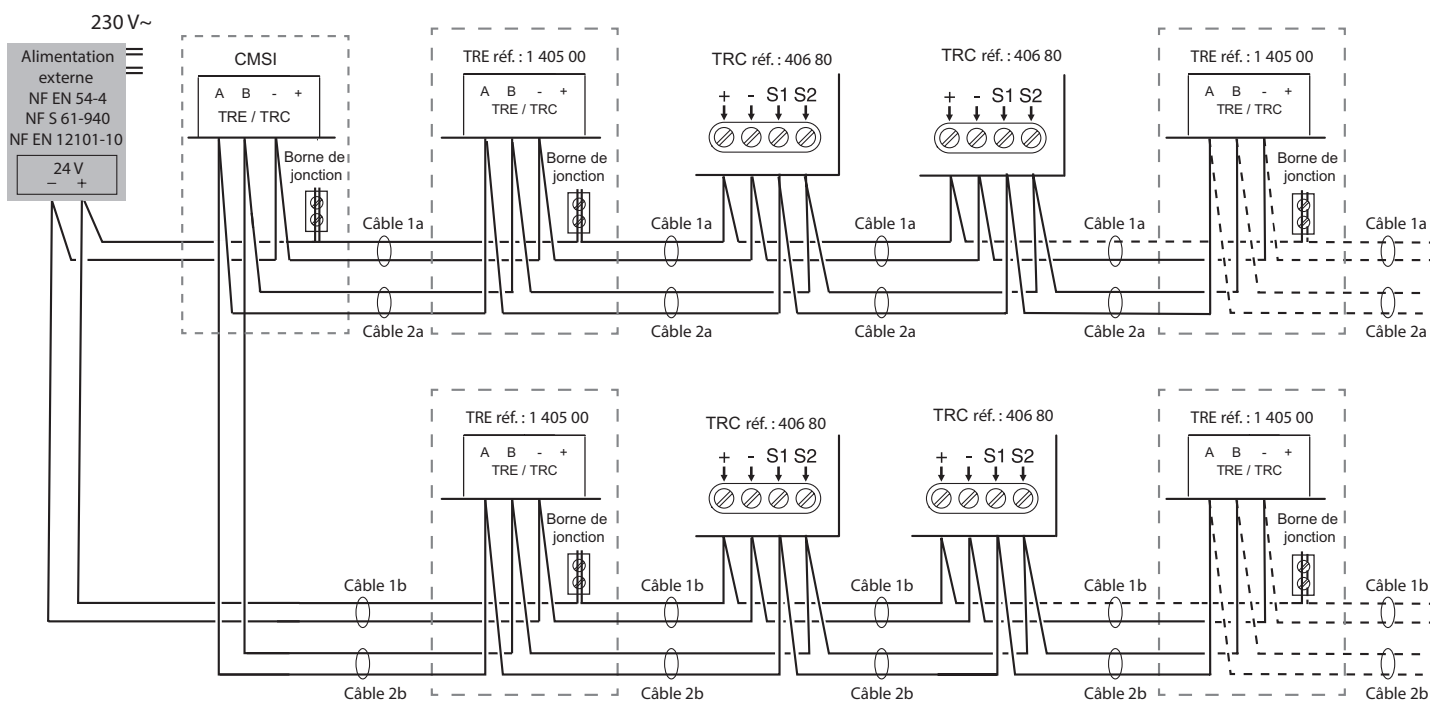 230 V~
Alimentation
externe
NF EN 54-4
NF S 61-940
NF EN 12101-10
24 V
– +
CMSI
A B - +
TRE / TRC
Borne de
jonction
TRE réf. : 1 405 00
A B - +
TRE / TRC
Borne de
jonction
TRC réf. : 406 80
+ - S1 S2
TRC réf. : 406 80
+ - S1 S2
TRE réf. : 1 405 00
A B - +
TRE / TRC
Borne de
jonction
Câble 1a
Câble 1a
Câble 1a
Câble 1a
Câble 1a
Câble 2a
Câble 2a
Câble 2a
Câble 2a
Câble 2a
TRE réf. : 1 405 00
A B - +
TRE / TRC
Borne de
jonction
TRC réf. : 406 80
+ - S1 S2
TRC réf. : 406 80
+ - S1 S2
TRE réf. : 1 405 00
A B - +
TRE / TRC
Borne de
jonction
Câble 1b
Câble 1b
Câble 1b
Câble 1b
Câble 1b
Câble 2b
Câble 2b
Câble 2b
Câble 2b
Câble 2b